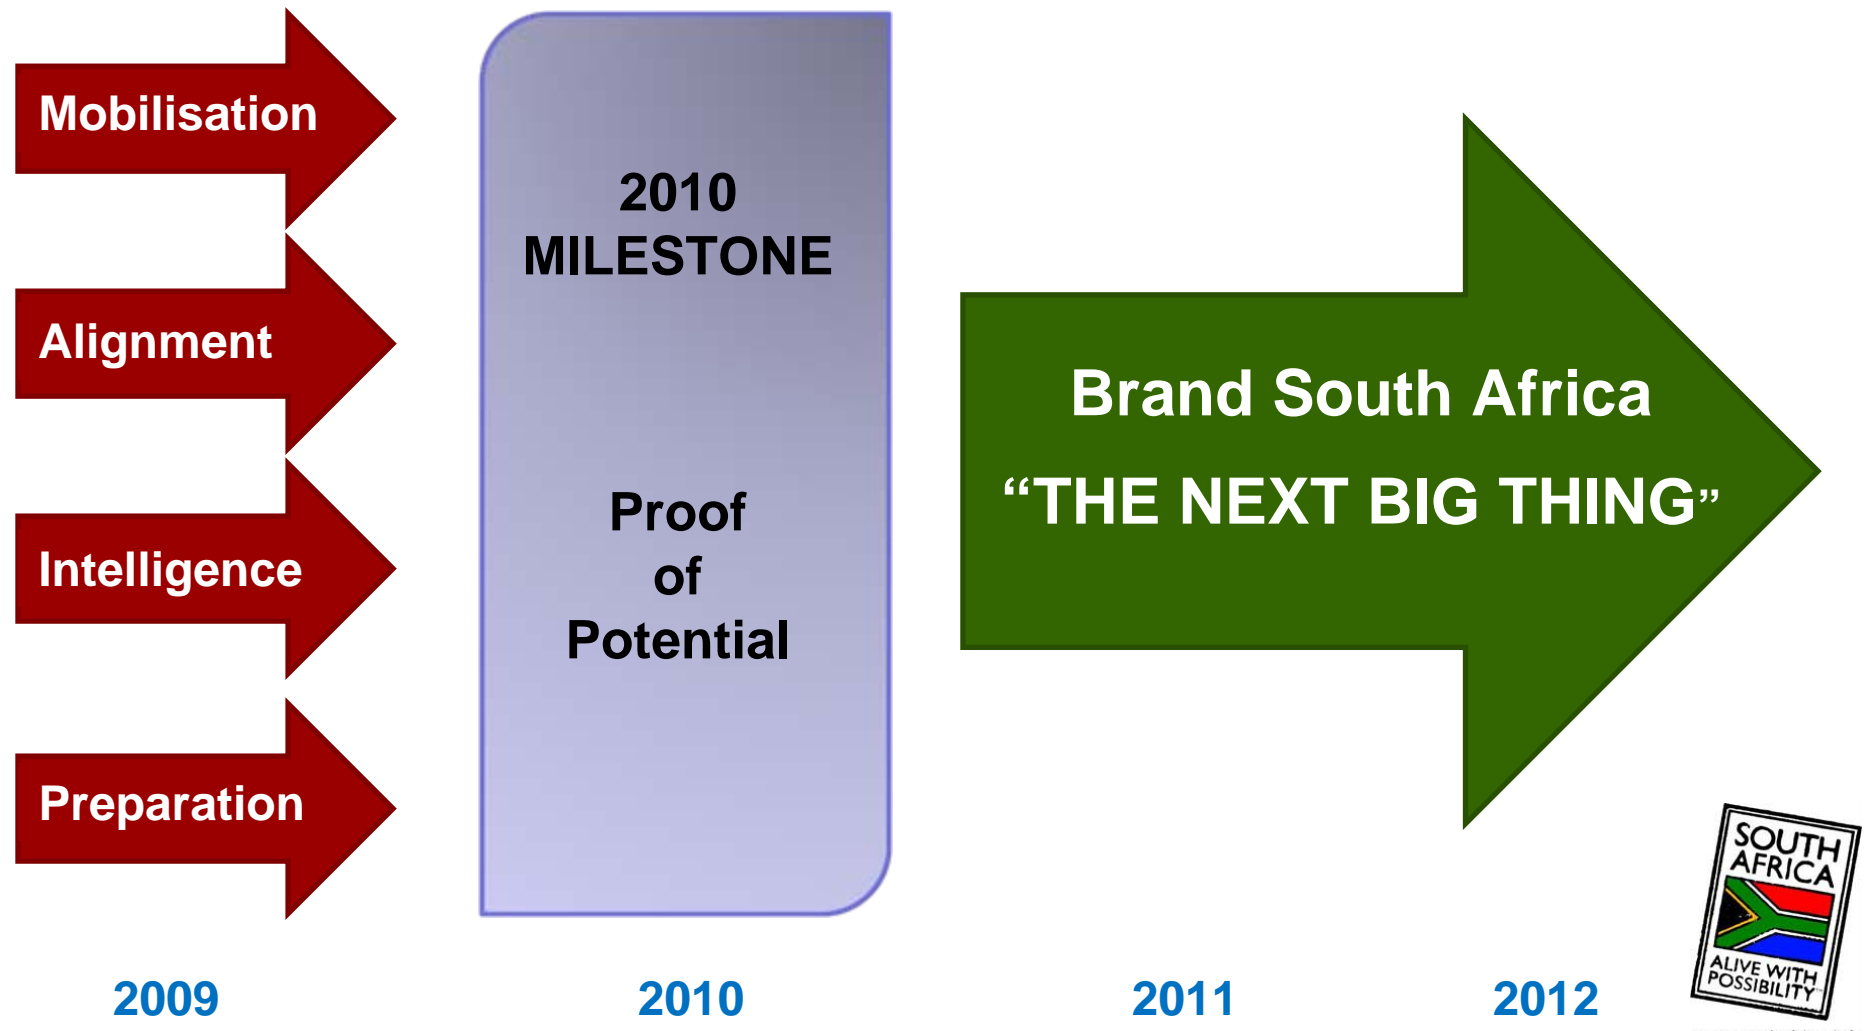 Mobilisation
Alignment
Intelligence
Preparation
2010
MILESTONE
Proof
of
Potential
Brand South Africa
“THE NEXT BIG THING”
SOUTH
AFRICA
ALIVE WITH
POSSIBILITY
2009
2010
2011
2012